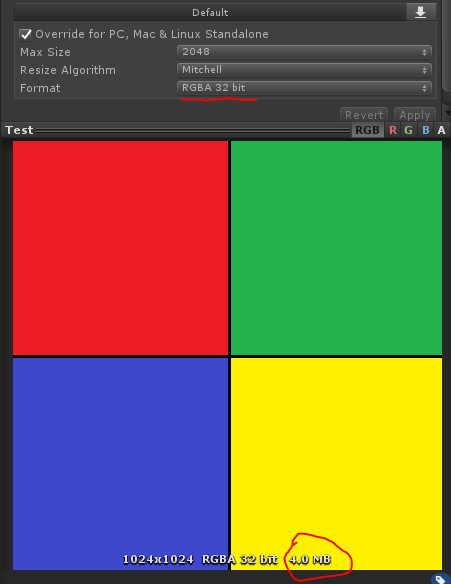 Default
Override for PC, Mac & Linux Standalone
Max Size 2048
Resize Algorithm Mitchell
Format RGBA 32 bit
Revert Apply
Test RGB R G B A
1024x1024 RGBA 32 bit 4.0 MB